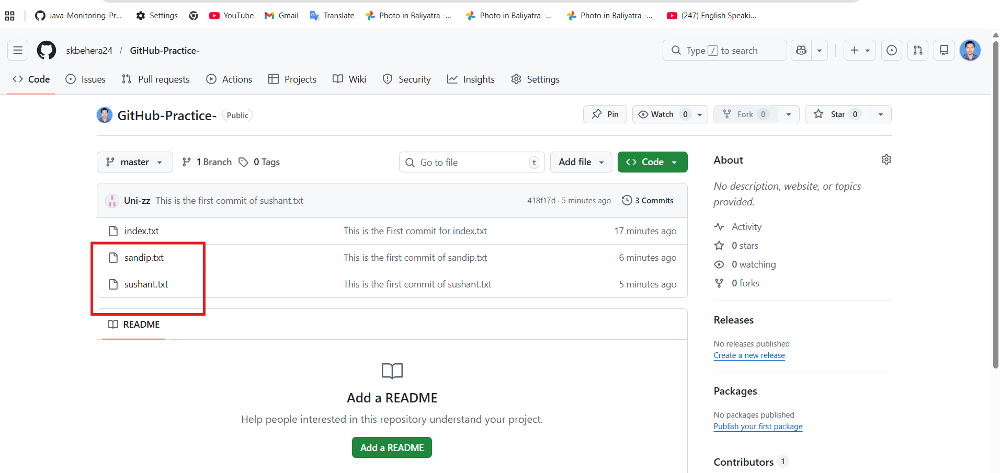 Java-Monitoring-Pr... Settings YouTube Gmail Translate Photo in Baliyatra -... Photo in Baliyatra -... Photo in Baliyatra -... (247) English Speaki...
skbehera24 / GitHub-Practice- Type / to search
Code Issues Pull requests Actions Projects Wiki Security Insights Settings
GitHub-Practice- Public Pin Watch 0 Fork 0 Star 0
master 1 Branch 0 Tags Go to file t Add file Code
Uni-zz This is the first commit of sushant.txt 418f17d · 5 minutes ago 3 Commits
index.txt This is the First commit for index.txt 17 minutes ago
sandip.txt This is the first commit of sandip.txt 6 minutes ago
sushant.txt This is the first commit of sushant.txt 5 minutes ago
README
Add a README
Help people interested in this repository understand your project.
Add a README
About
No description, website, or topics
provided.
Activity
0 stars
0 watching
0 forks
Releases
No releases published
Create a new release
Packages
No packages published
Publish your first package
Contributors 1